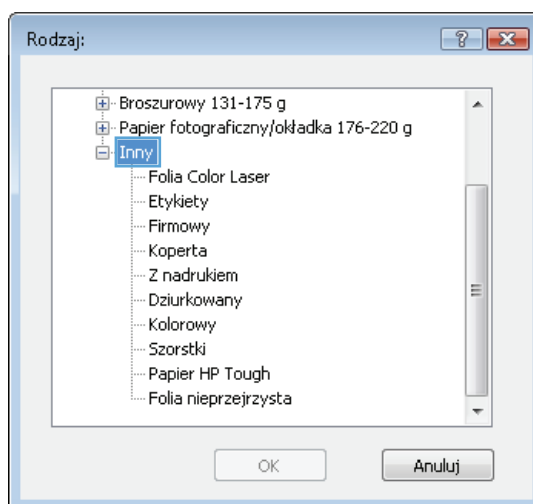 Rodzaj:
Broszurowy 131-175 g
Papier fotograficzny/okładka 176-220 g
Inny
Folia Color Laser
Etykiety
Firmowy
Koperta
Z nadrukiem
Dziurkowany
Kolorowy
Szorstki
Papier HP Tough
Folia nieprzejrzysta
OK
Anuluj